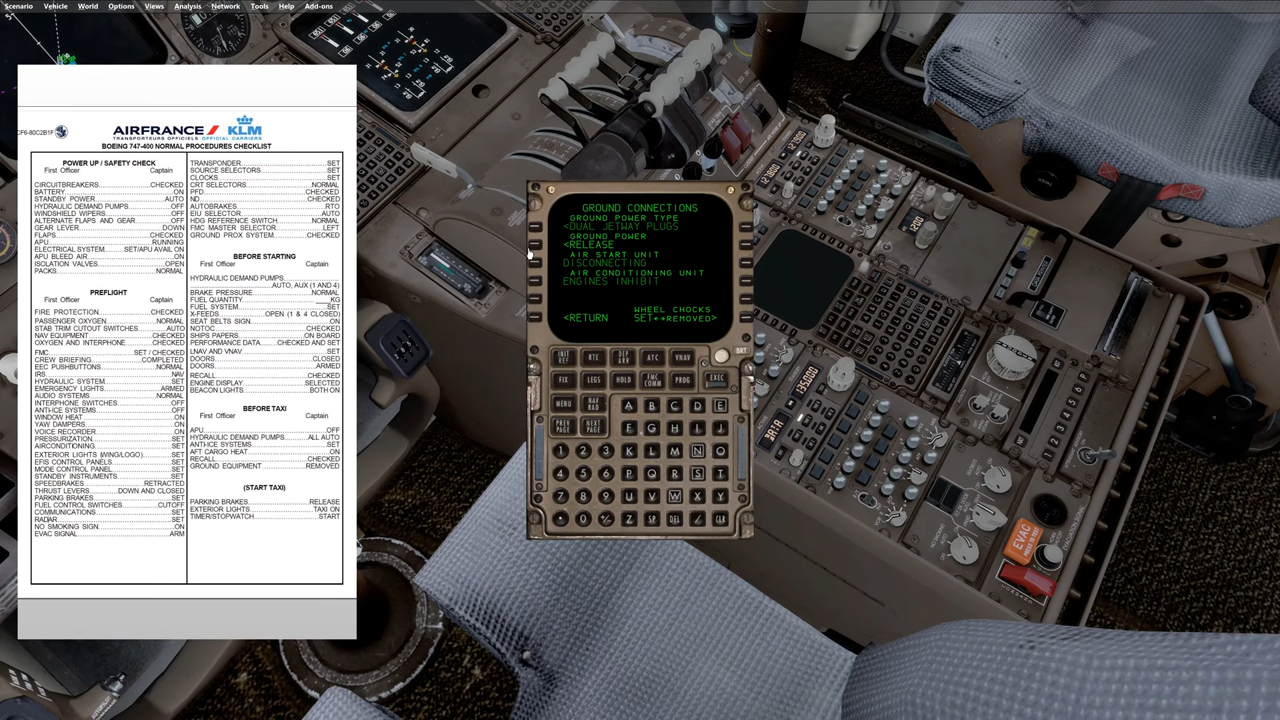 Scenario Vehicle World Options Views Analysis Network Tools Help Add-ons
CF6-80C2B1F
AIRFRANCE KLM
TRANSPORTEURS OFFICIELS OFFICIAL CARRIERS
BOEING 747-400 NORMAL PROCEDURES CHECKLIST
POWER UP / SAFETY CHECK
First Officer Captain
CIRCUITBREAKERS CHECKED
BATTERY ON
STANDBY POWER AUTO
HYDRAULIC DEMAND PUMPS OFF
WINDSHIELD WIPERS OFF
ALTERNATE FLAPS AND GEAR OFF
GEAR LEVER DOWN
FLAPS CHECKED
APU RUNNING
ELECTRICAL SYSTEM SET/APU AVAIL ON
APU BLEED AIR ON
ISOLATION VALVES OPEN
PACKS NORMAL
PREFLIGHT
First Officer Captain
FIRE PROTECTION CHECKED
PASSENGER OXYGEN NORMAL
STAB TRIM CUTOUT SWITCHES AUTO
NAV EQUIPMENT CHECKED
OXYGEN AND INTERPHONE CHECKED
FMC SET / CHECKED
CREW BRIEFING COMPLETED
EEC PUSHBUTTONS NORMAL
IRS NAV
HYDRAULIC SYSTEM SET
EMERGENCY LIGHTS ARMED
AUDIO SYSTEMS NORMAL
INTERPHONE SWITCHES OFF
ANTI-ICE SYSTEMS OFF
WINDOW HEAT ON
YAW DAMPERS ON
VOICE RECORDER ON
PRESSURIZATION SET
AIRCONDITIONING SET
EXTERIOR LIGHTS (WING/LOGO) SET
EFIS CONTROL PANELS SET
MODE CONTROL PANEL SET
STANDBY INSTRUMENTS SET
SPEEDBRAKES RETRACTED
THRUST LEVERS DOWN AND CLOSED
PARKING BRAKES SET
FUEL CONTROL SWITCHES CUTOFF
COMMUNICATIONS SET
RADAR SET
NO SMOKING SIGN ON
EVAC SIGNAL ARM
TRANSPONDER SET
SOURCE SELECTORS SET
CLOCKS SET
CRT SELECTORS NORMAL
PFD CHECKED
ND CHECKED
AUTOBRAKES RTO
EIU SELECTOR AUTO
HDG REFERENCE SWITCH NORMAL
FMC MASTER SELECTOR LEFT
GROUND PROX SYSTEM CHECKED
BEFORE STARTING
First Officer Captain
HYDRAULIC DEMAND PUMPS
AUTO, AUX (1 AND 4)
BRAKE PRESSURE NORMAL
FUEL QUANTITY ____KG
FUEL SYSTEM SET
X-FEEDS OPEN (1 & 4 CLOSED)
SEAT BELTS SIGN ON
NOTOC CHECKED
SHIPS PAPERS ON BOARD
PERFORMANCE DATA CHECKED AND SET
LNAV AND VNAV SET
DOORS CLOSED
DOORS ARMED
RECALL CHECKED
ENGINE DISPLAY SELECTED
BEACON LIGHTS BOTH ON
BEFORE TAXI
First Officer Captain
APU OFF
HYDRAULIC DEMAND PUMPS ALL AUTO
ANTI-ICE SYSTEMS SET
AFT CARGO HEAT ON
RECALL CHECKED
GROUND EQUIPMENT REMOVED
(START TAXI)
PARKING BRAKES RELEASE
EXTERIOR LIGHTS TAXI ON
TIMER/STOPWATCH START
GROUND CONNECTIONS
GROUND POWER TYPE
<DUAL JETWAY PLUGS
GROUND POWER
<RELEASE
AIR START UNIT
DISCONNECTING
AIR CONDITIONING UNIT
ENGINES INHIBIT
WHEEL CHOCKS
<RETURN SET↔REMOVED>
BRT
INIT REF RTE DEP ARR ATC VNAV
FIX LEGS HOLD FMC COMM PROG EXEC
MENU NAV RAD A B C D E
PREV PAGE NEXT PAGE F G H I J
1 2 3 K L M N O
4 5 6 P Q R S T
7 8 9 U V W X Y
. 0 +/- Z SP DEL / CLR
EVAC